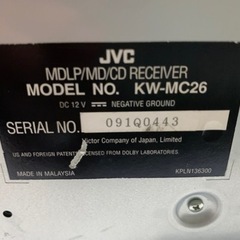 JVC
MDLP/MD/CD RECEIVER
MODEL NO. KW-MC26
DC 12 V NEGATIVE GROUND
SERIAL NO. 091Q0443
Victor Company of Japan, Limited
US AND FOREIGN PATENTS LICENSED FROM DOLBY LABORATORIES.
MADE IN MALAYSIA KPLN136300